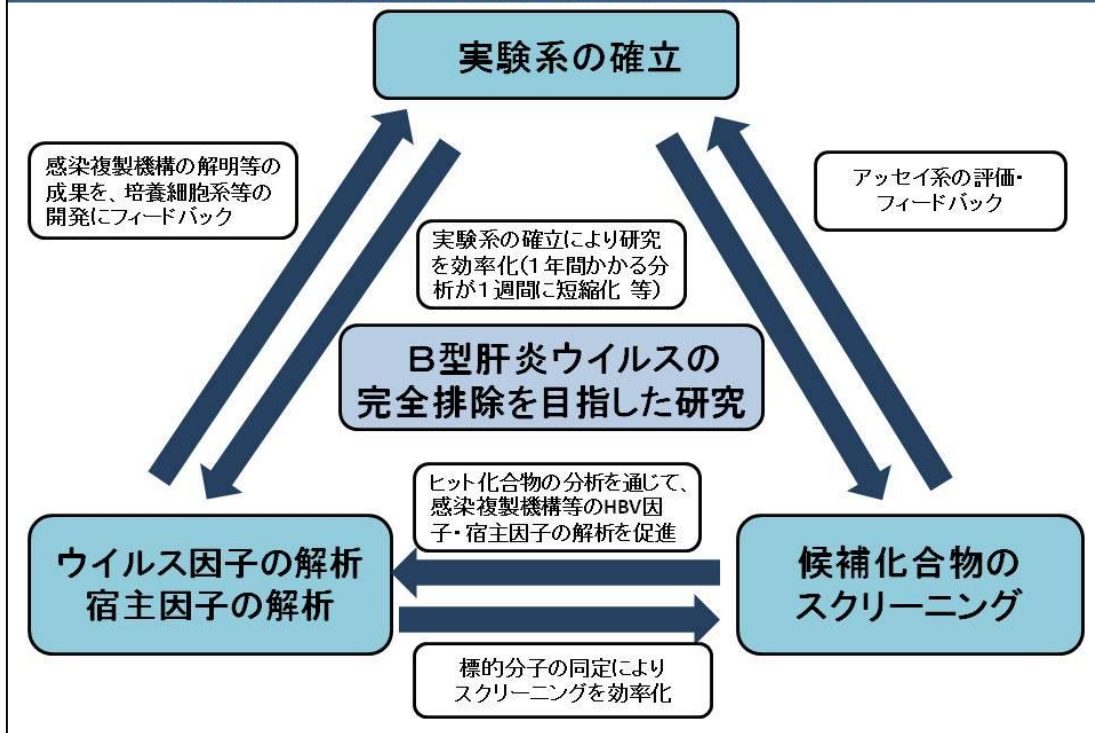 実験系の確立
感染複製機構の解明等の
成果を、培養細胞系等の
開発にフィードバック
アッセイ系の評価・
フィードバック
実験系の確立により研究
を効率化(1年間かかる分
析が1週間に短縮化 等)
B型肝炎ウイルスの
完全排除を目指した研究
ヒット化合物の分析を通じて、
感染複製機構等のHBV因
子・宿主因子の解析を促進
ウイルス因子の解析
宿主因子の解析
候補化合物の
スクリーニング
標的分子の同定により
スクリーニングを効率化